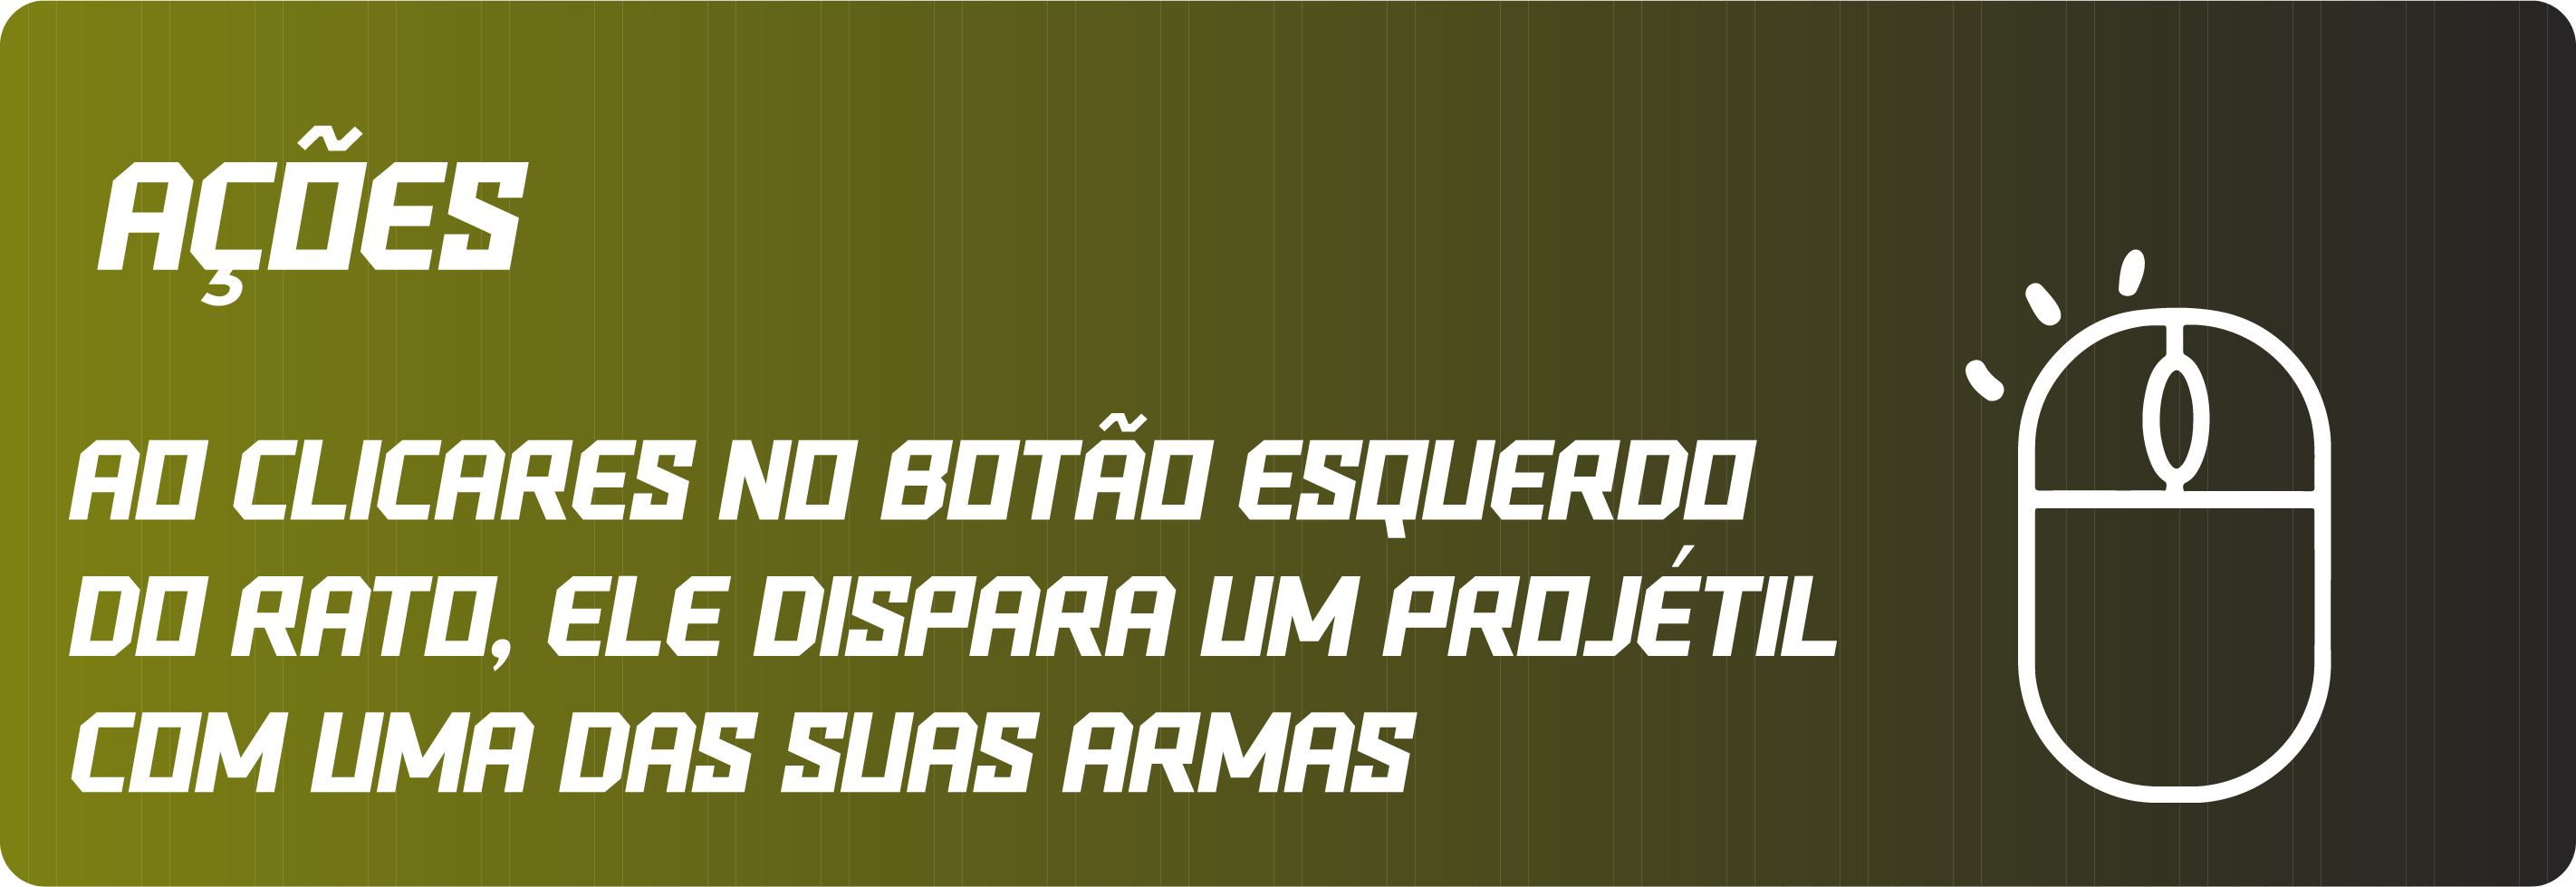 AÇÕES
AO CLICARES NO BOTÃO ESQUERDO
DO RATO, ELE DISPARA UM PROJÉTIL
COM UMA DAS SUAS ARMAS